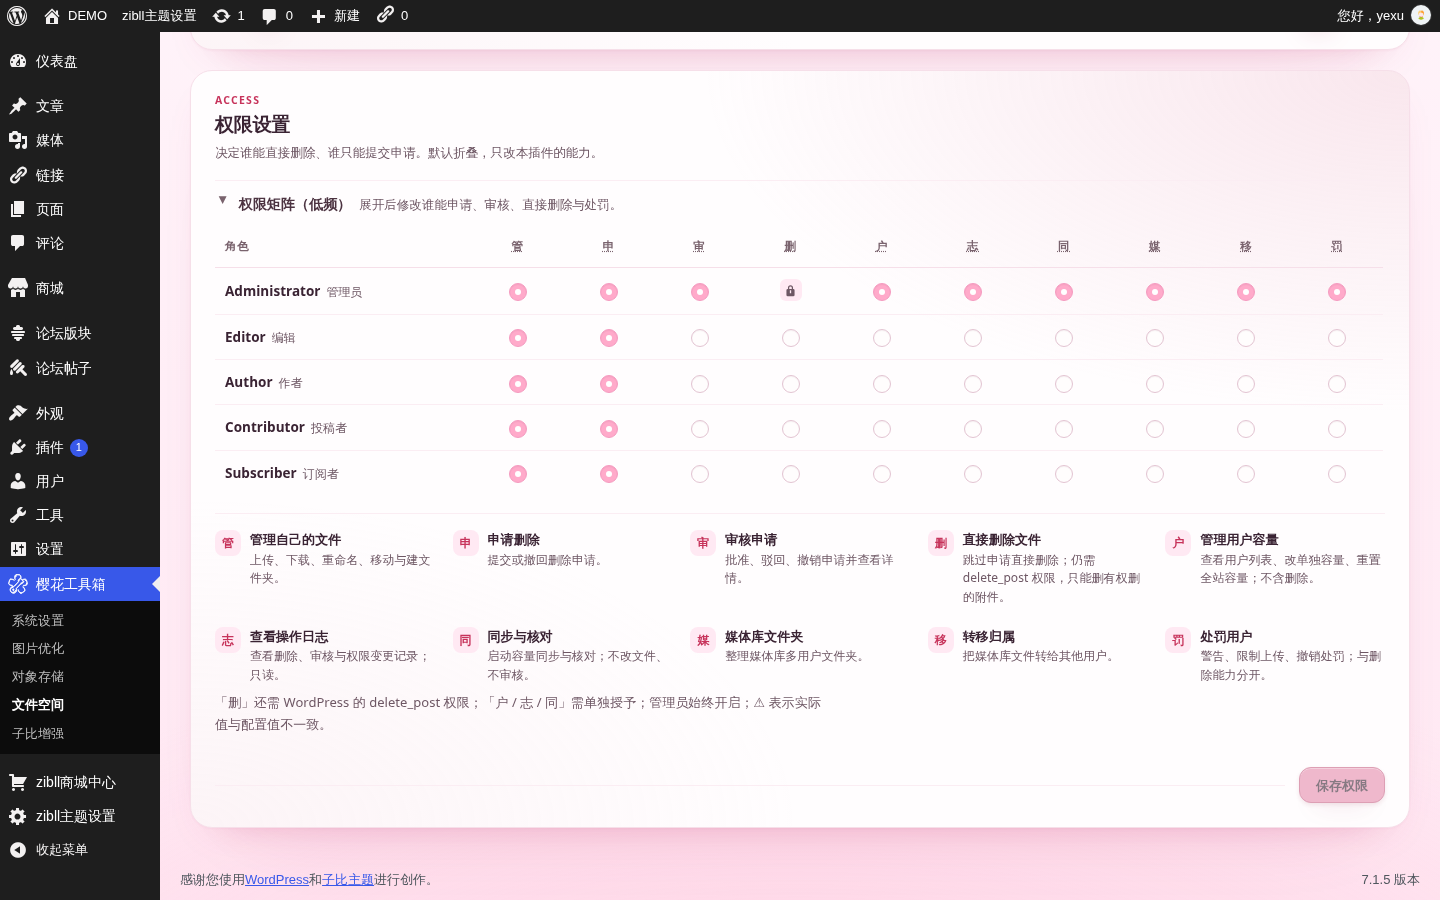 DEMO zibll主题设置 1 0 新建 0 您好，yexu
仪表盘
文章
媒体
链接
页面
评论
商城
论坛版块
论坛帖子
外观
插件 1
用户
工具
设置
樱花工具箱
系统设置
图片优化
对象存储
文件空间
子比增强
zibll商城中心
zibll主题设置
收起菜单
ACCESS
权限设置
决定谁能直接删除、谁只能提交申请。默认折叠，只改本插件的能力。
▼ 权限矩阵（低频） 展开后修改谁能申请、审核、直接删除与处罚。
角色 管 申 审 删 户 志 同 媒 移 罚
Administrator 管理员
Editor 编辑
Author 作者
Contributor 投稿者
Subscriber 订阅者
管 管理自己的文件
上传、下载、重命名、移动与建文
件夹。
申 申请删除
提交或撤回删除申请。
审 审核申请
批准、驳回、撤销申请并查看详
情。
删 直接删除文件
跳过申请直接删除；仍需
delete_post 权限，只能删有权删
的附件。
户 管理用户容量
查看用户列表、改单独容量、重置
全站容量；不含删除。
志 查看操作日志
查看删除、审核与权限变更记录；
只读。
同 同步与核对
启动容量同步与核对；不改文件、
不审核。
媒 媒体库文件夹
整理媒体库多用户文件夹。
移 转移归属
把媒体库文件转给其他用户。
罚 处罚用户
警告、限制上传、撤销处罚；与删
除能力分开。
「删」还需 WordPress 的 delete_post 权限；「户 / 志 / 同」需单独授予；管理员始终开启；⚠ 表示实际
值与配置值不一致。
保存权限
感谢您使用WordPress和子比主题进行创作。
7.1.5 版本